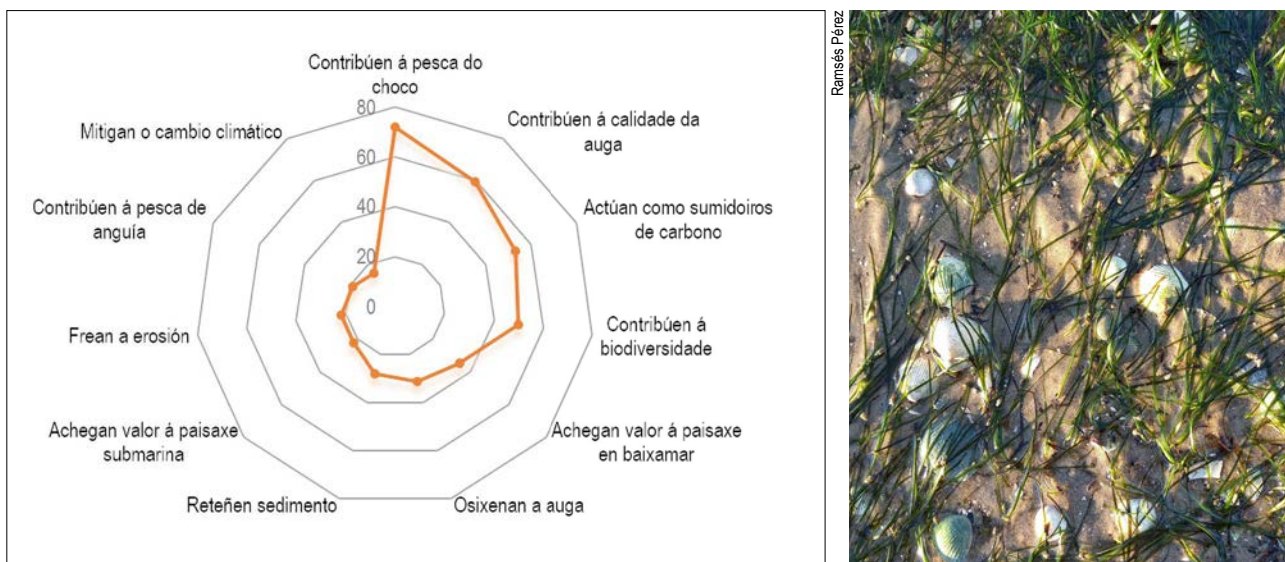 Contribúen á pesca do
choco
Contribúen á calidade da
auga
Actúan como sumidoiros
de carbono
Contribúen á
biodiversidade
Achegan valor á paisaxe
en baixamar
Osixenan a auga
Reteñen sedimento
Achegan valor á paisaxe
submarina
Frean a erosión
Contribúen á pesca de
anguía
Mitigan o cambio climático
80
60
40
20
0
Ramsés Pérez